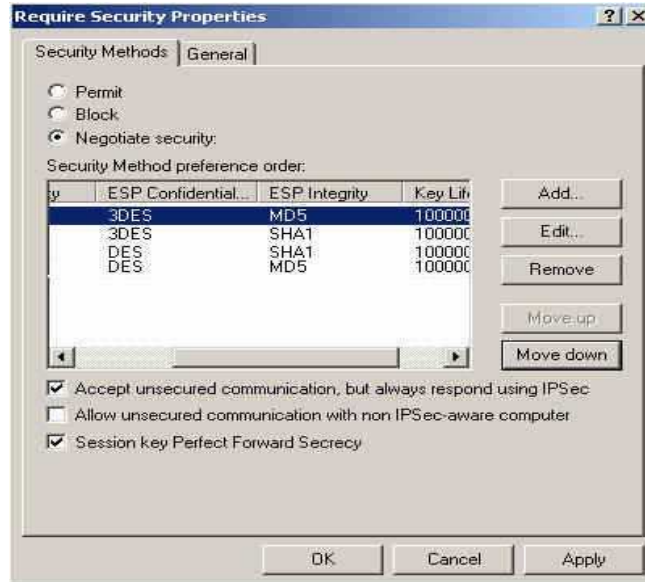 Require Security Properties
Security Methods General
Permit
Block
Negotiate security:
Security Method preference order:
y ESP Confidential... ESP Integrity Key Lif
3DES MD5 100000
3DES SHA1 100000
DES SHA1 100000
DES MD5 100000
Add...
Edit...
Remove
Move up
Move down
Accept unsecured communication, but always respond using IPSec
Allow unsecured communication with non IPSec-aware computer
Session key Perfect Forward Secrecy
OK Cancel Apply